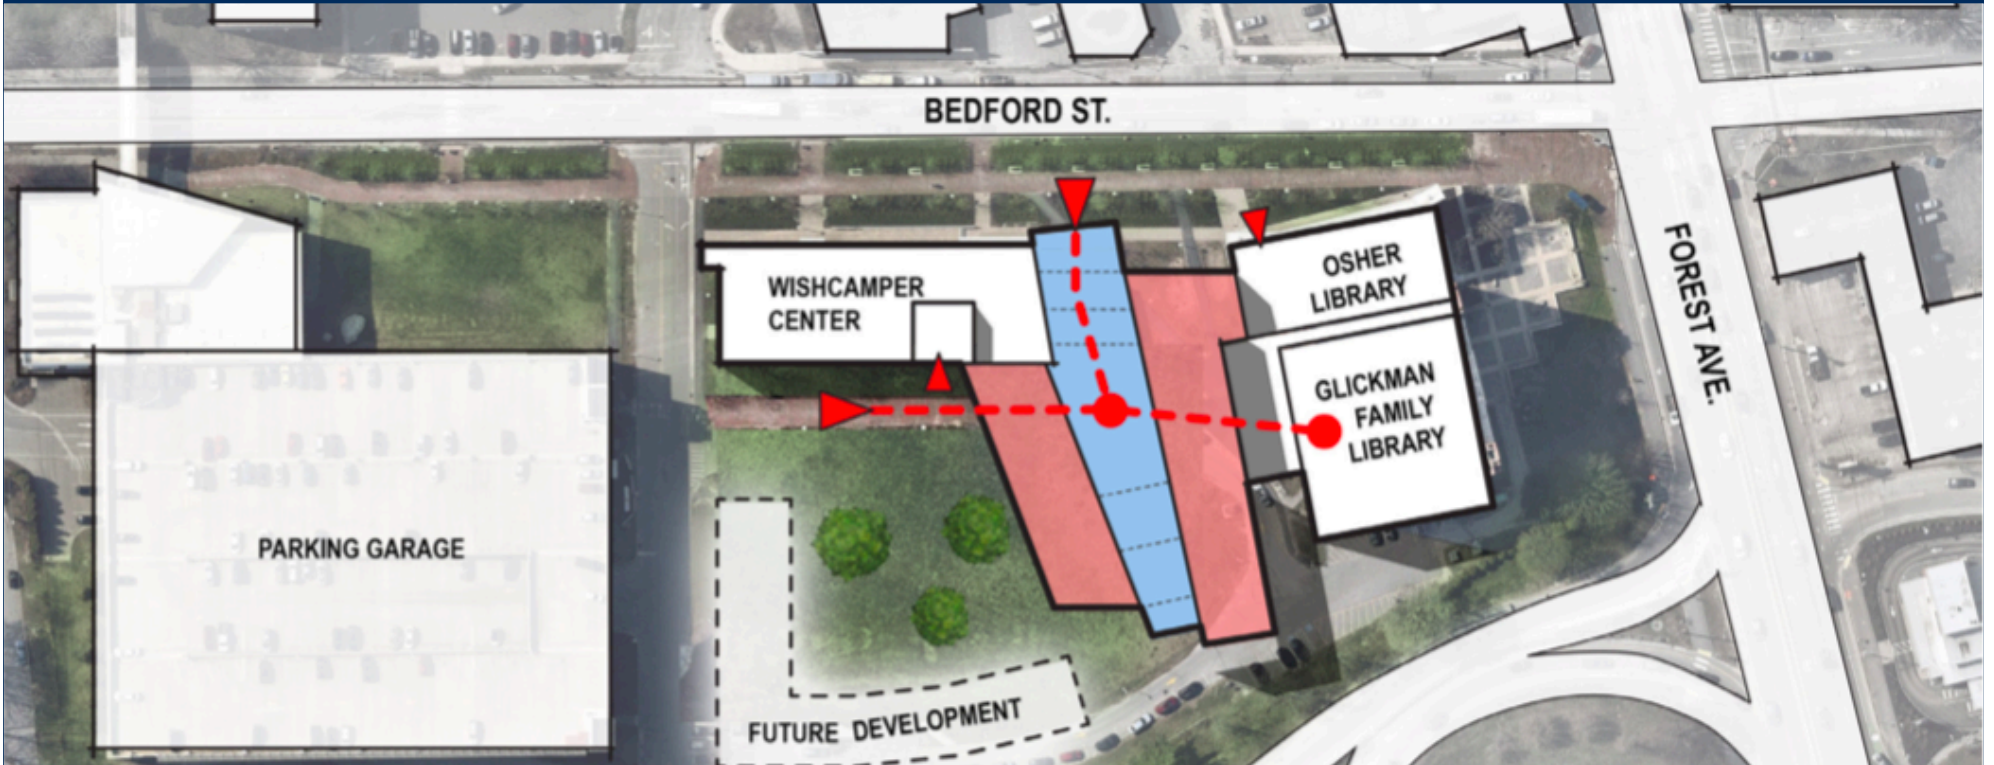 BEDFORD ST.
WISHCAMPER
CENTER
OSHER
LIBRARY
FOREST AVE.
GLICKMAN
FAMILY
LIBRARY
PARKING GARAGE
FUTURE DEVELOPMENT